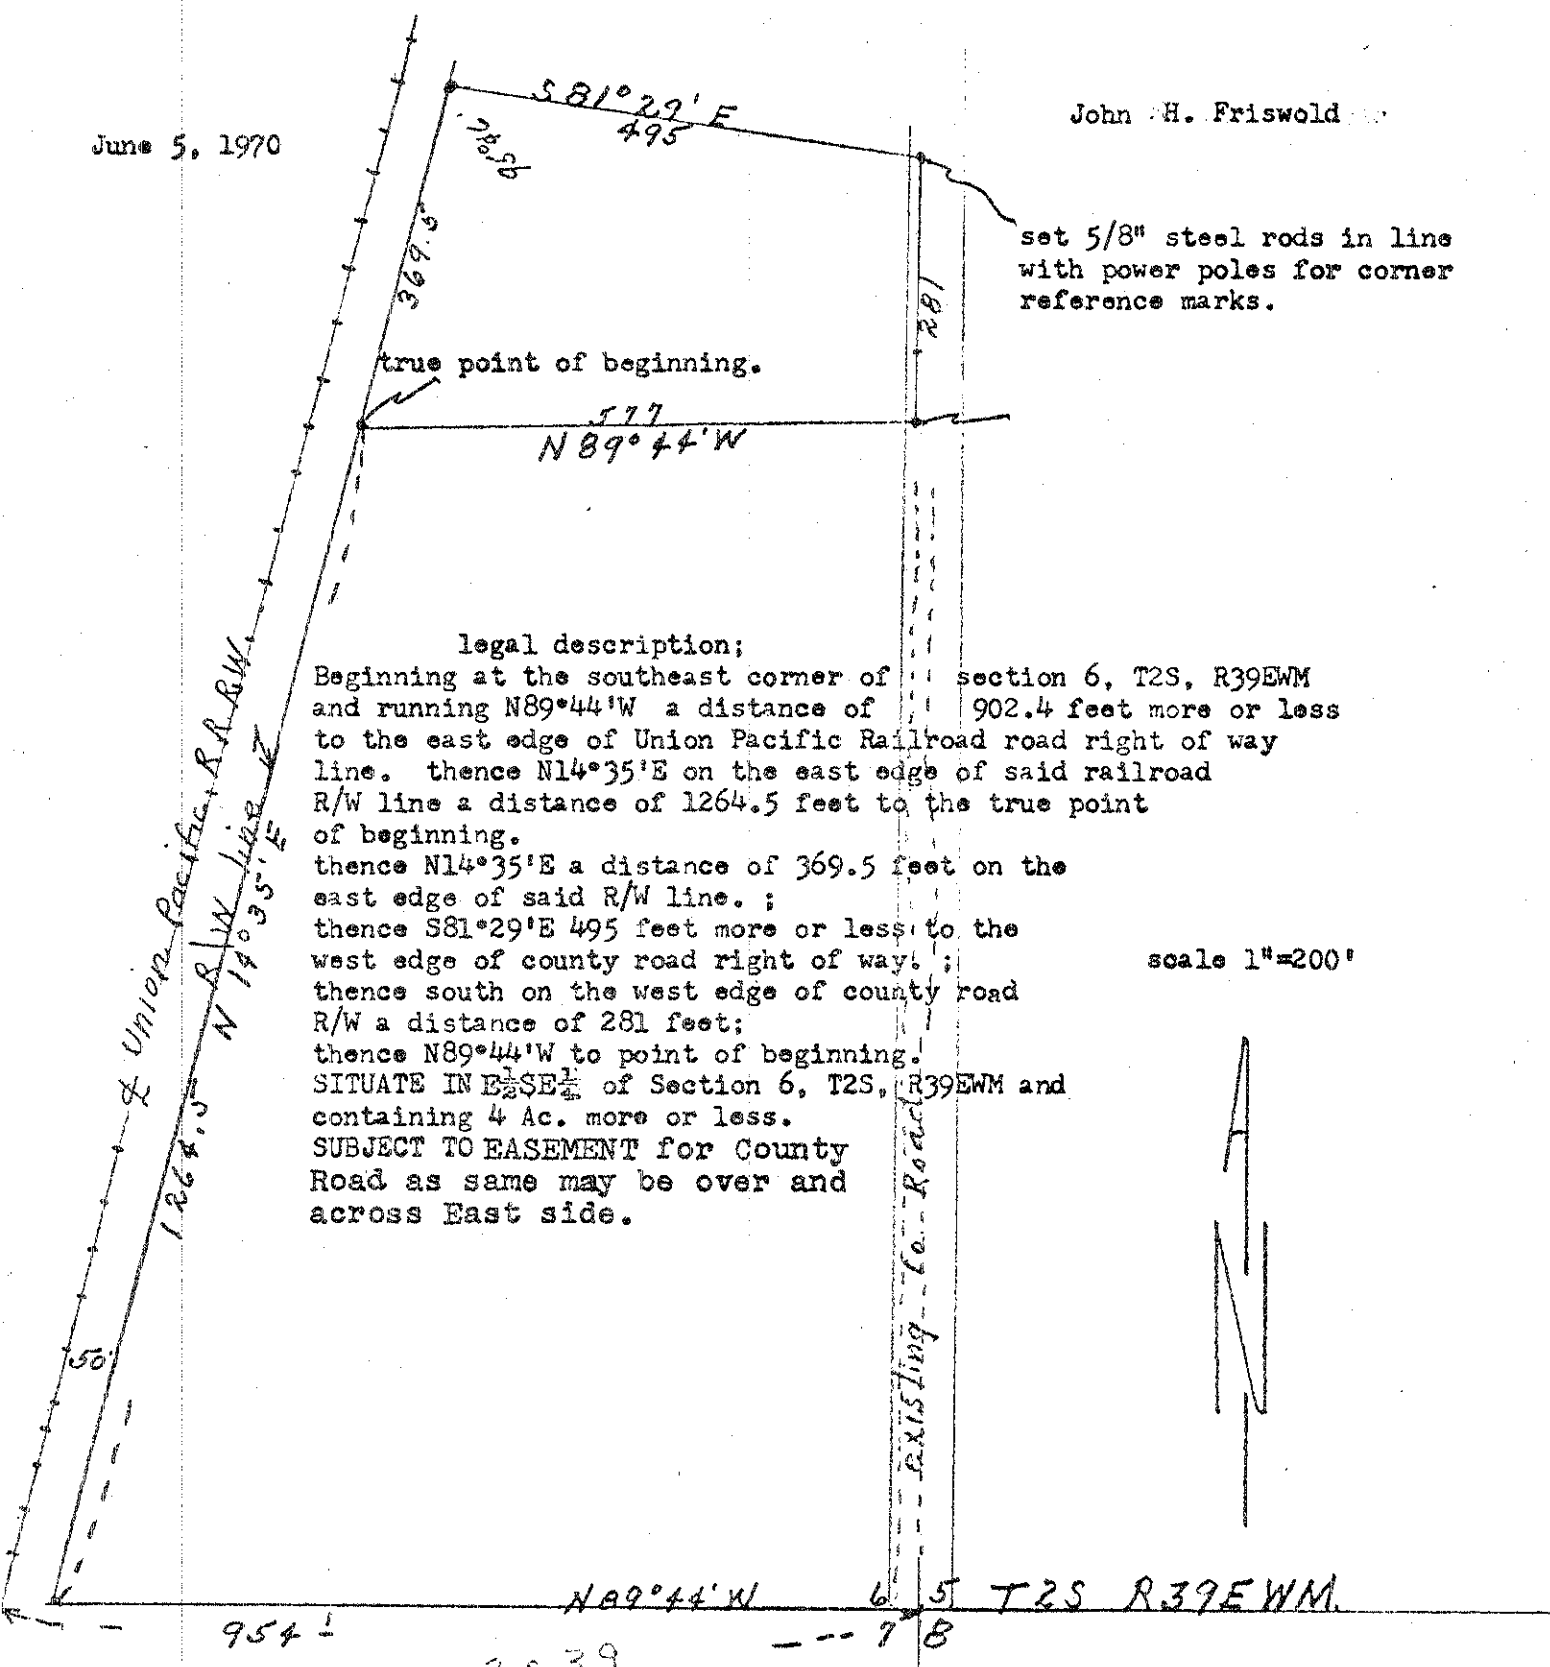 S81°29'E
495
John H. Friswold
June 5, 1970
95°04'
369.5
set 5/8" steel rods in line
with power poles for corner
reference marks.
281
true point of beginning.
577
N 89°44'W
legal description;
Beginning at the southeast corner of section 6, T2S, R39EWM
and running N89°44'W a distance of 902.4 feet more or less
to the east edge of Union Pacific Railroad road right of way
line. thence N14°35'E on the east edge of said railroad
R/W line a distance of 1264.5 feet to the true point
of beginning.
thence N14°35'E a distance of 369.5 feet on the
east edge of said R/W line. ;
thence S81°29'E 495 feet more or less to the
west edge of county road right of way. ;
thence south on the west edge of county road
R/W a distance of 281 feet;
thence N89°44'W to point of beginning.
SITUATE IN E½SE¼ of Section 6, T2S, R39EWM and
containing 4 Ac. more or less.
SUBJECT TO EASEMENT for County
Road as same may be over and
across East side.
scale 1"=200'
℄ Union Pacific R.R. R.W.
R/W line
N 14°35' E
1264.5
50'
existing Co. Road
N
N89°44'W
6 5 T2S R39E WM.
954 ±
7 8